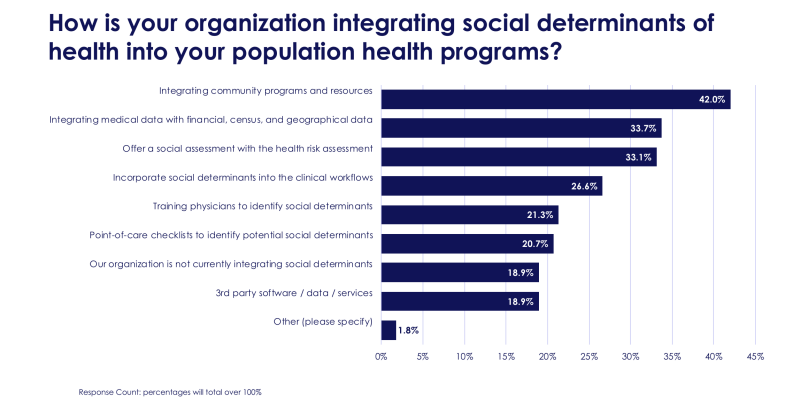 How is your organization integrating social determinants of
health into your population health programs?
Integrating community programs and resources
42.0%
Integrating medical data with financial, census, and geographical data
33.7%
Offer a social assessment with the health risk assessment
33.1%
Incorporate social determinants into the clinical workflows
26.6%
Training physicians to identify social determinants
21.3%
Point-of-care checklists to identify potential social determinants
20.7%
Our organization is not currently integrating social determinants
18.9%
3rd party software / data / services
18.9%
Other (please specify)
1.8%
0% 5% 10% 15% 20% 25% 30% 35% 40% 45%
Response Count: percentages will total over 100%